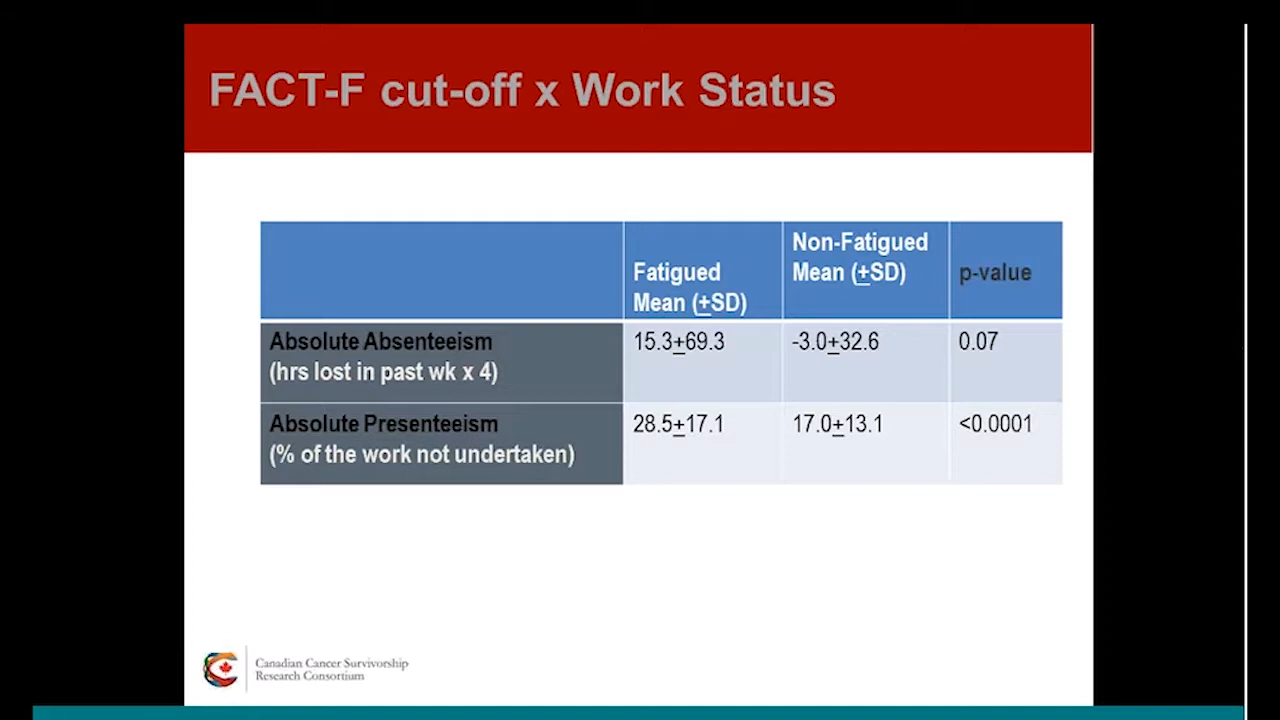 FACT-F cut-off x Work Status
Fatigued
Mean (+SD)
Non-Fatigued
Mean (+SD)
p-value
Absolute Absenteeism
(hrs lost in past wk x 4)
15.3+69.3
-3.0+32.6
0.07
Absolute Presenteeism
(% of the work not undertaken)
28.5+17.1
17.0+13.1
<0.0001
Canadian Cancer Survivorship
Research Consortium